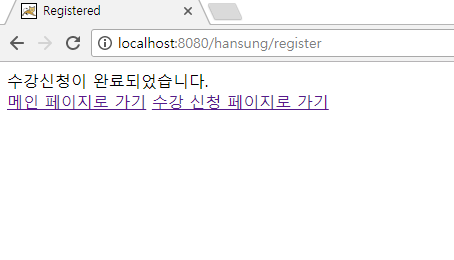 Registered
localhost:8080/hansung/register
수강신청이 완료되었습니다.
메인 페이지로 가기 수강 신청 페이지로 가기